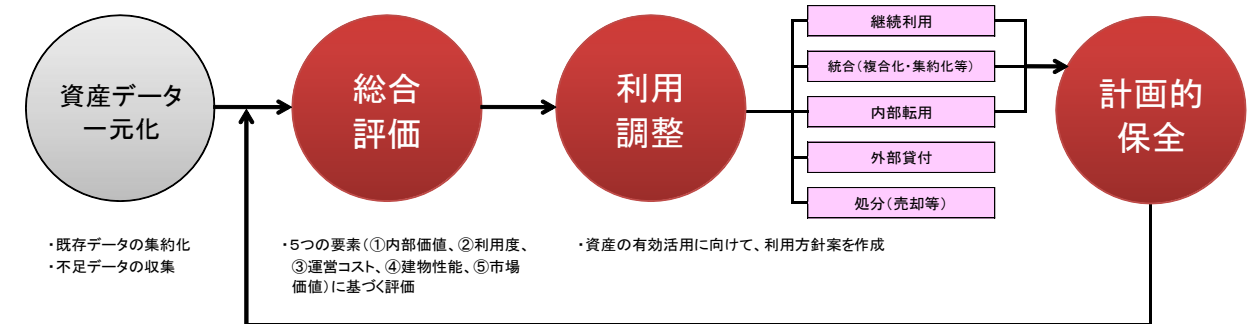 資産データ
一元化
総合
評価
利用
調整
継続利用
統合（複合化・集約化等）
内部転用
外部貸付
処分（売却等）
計画的
保全
・既存データの集約化
・不足データの収集
・５つの要素（①内部価値、②利用度、
③運営コスト、④建物性能、⑤市場
価値）に基づく評価
・資産の有効活用に向けて、利用方針案を作成